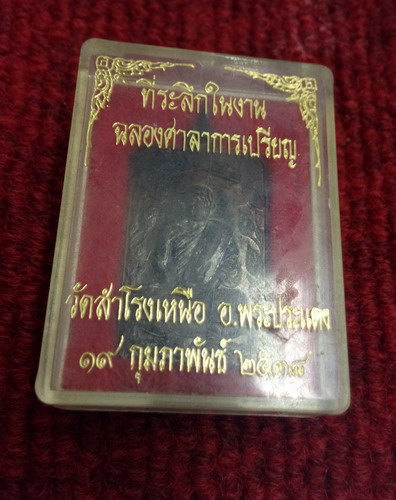 ที่ระลึกในงาน
ฉลองศาลาการเปรียญ
วัดสำโรงเหนือ อ.พระประแดง
๑๙ กุมภาพันธ์ ๒๕๓๘